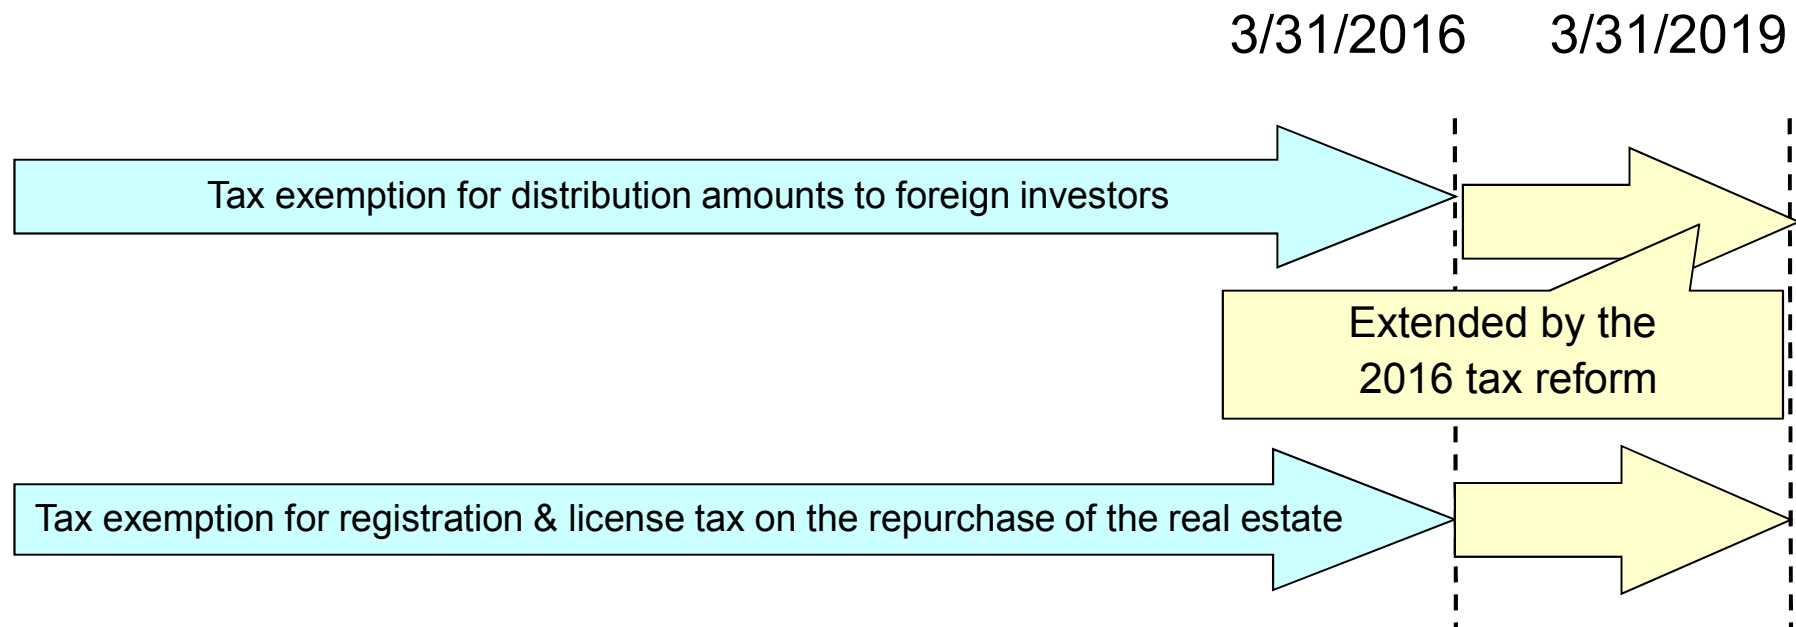 3/31/2016 3/31/2019
Tax exemption for distribution amounts to foreign investors
Extended by the
2016 tax reform
Tax exemption for registration & license tax on the repurchase of the real estate